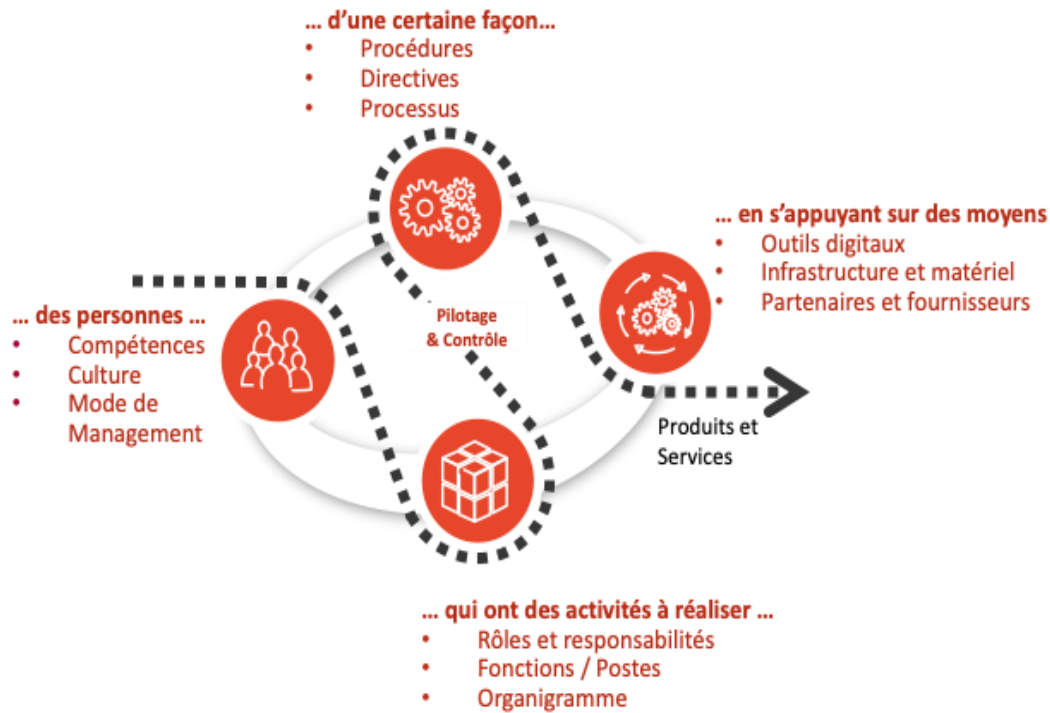 ... d'une certaine façon...
• Procédures
• Directives
• Processus
... en s'appuyant sur des moyens
• Outils digitaux
• Infrastructure et matériel
• Partenaires et fournisseurs
... des personnes ...
• Compétences
• Culture
• Mode de
Management
Pilotage
& Contrôle
Produits et
Services
... qui ont des activités à réaliser ...
• Rôles et responsabilités
• Fonctions / Postes
• Organigramme